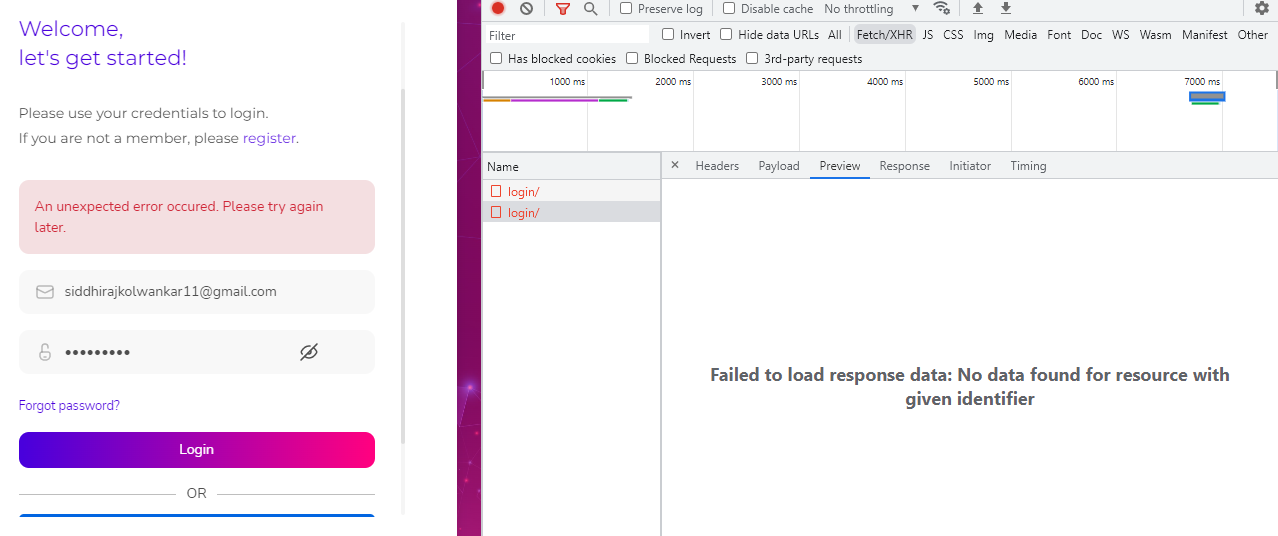 Welcome,
let's get started!
Please use your credentials to login.
If you are not a member, please register.
An unexpected error occured. Please try again
later.
siddhirajkolwankar11@gmail.com
•••••••••
Forgot password?
Login
OR
Preserve log Disable cache No throttling
Filter Invert Hide data URLs All Fetch/XHR JS CSS Img Media Font Doc WS Wasm Manifest Other
Has blocked cookies Blocked Requests 3rd-party requests
1000 ms 2000 ms 3000 ms 4000 ms 5000 ms 6000 ms 7000 ms
Name × Headers Payload Preview Response Initiator Timing
login/
login/
Failed to load response data: No data found for resource with
given identifier